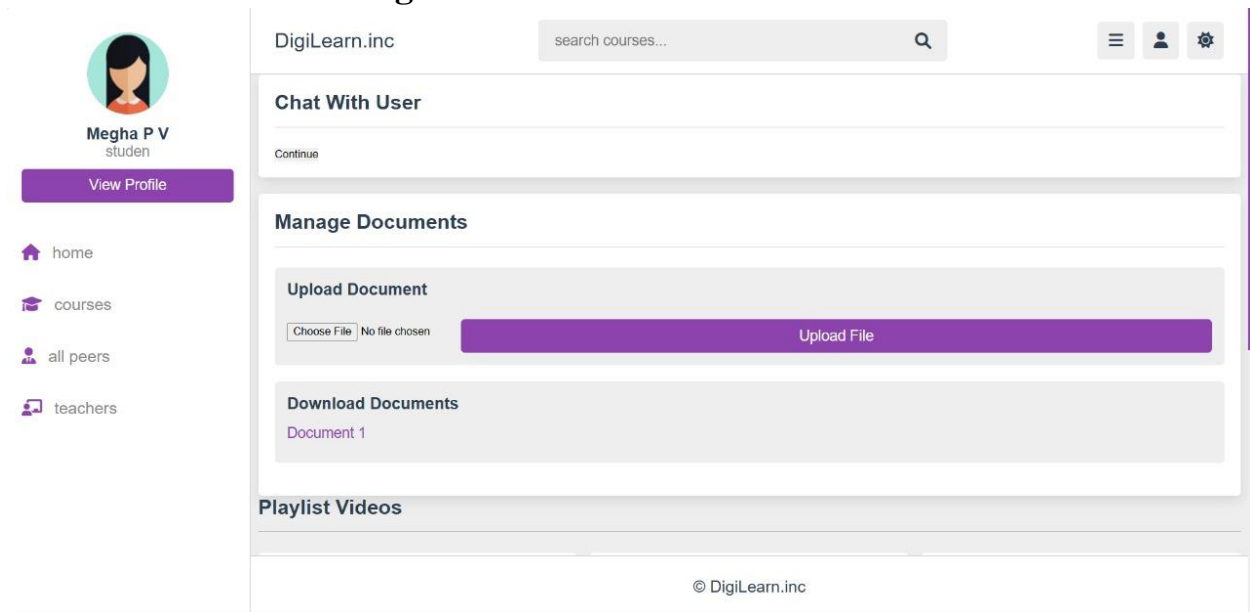 DigiLearn.inc
search courses...
Megha P V
studen
View Profile
home
courses
all peers
teachers
Chat With User
Continue
Manage Documents
Upload Document
Choose File No file chosen
Upload File
Download Documents
Document 1
Playlist Videos
© DigiLearn.inc